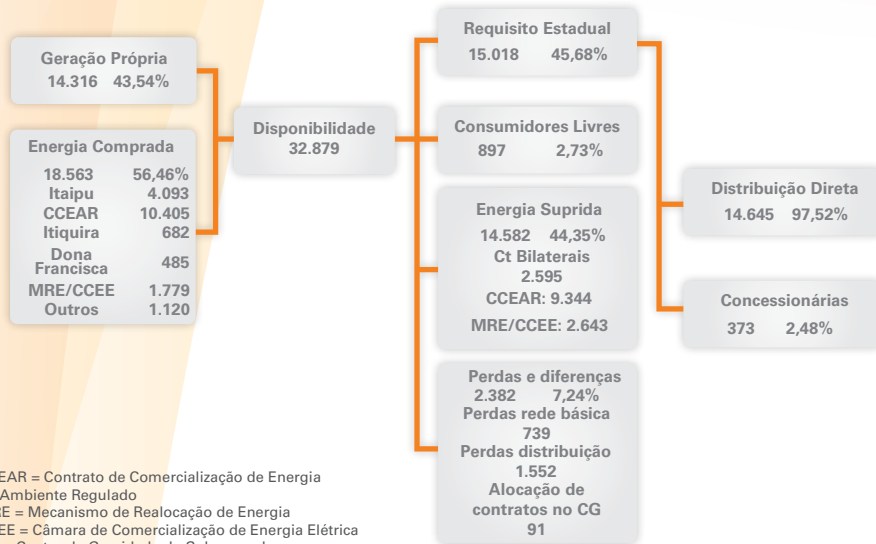 Geração Própria
14.316 43,54%
Energia Comprada
18.563 56,46%
Itaipu 4.093
CCEAR 10.405
Itiquira 682
Dona
Francisca 485
MRE/CCEE 1.779
Outros 1.120
Disponibilidade
32.879
Requisito Estadual
15.018 45,68%
Consumidores Livres
897 2,73%
Energia Suprida
14.582 44,35%
Ct Bilaterais
2.595
CCEAR: 9.344
MRE/CCEE: 2.643
Perdas e diferenças
2.382 7,24%
Perdas rede básica
739
Perdas distribuição
1.552
Alocação de
contratos no CG
91
Distribuição Direta
14.645 97,52%
Concessionárias
373 2,48%
EAR = Contrato de Comercialização de Energia
Ambiente Regulado
E = Mecanismo de Realocação de Energia
EE = Câmara de Comercialização de Energia Elétrica